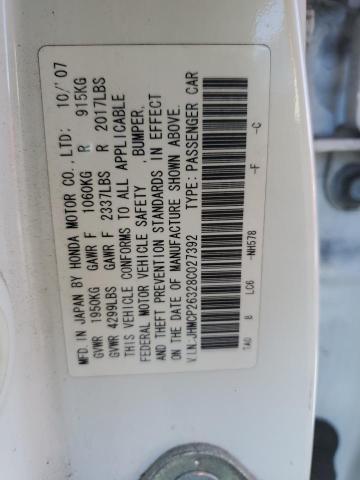 MFD. IN JAPAN BY HONDA MOTOR CO., LTD: 10/'07
GVWR 1950KG GAWR F 1060KG R 915KG
GVWR 4299LBS GAWR F 2337LBS R 2017LBS
THIS VEHICLE CONFORMS TO ALL APPLICABLE
FEDERAL MOTOR VEHICLE SAFETY , BUMPER,
AND THEFT PREVENTION STANDARDS IN EFFECT
ON THE DATE OF MANUFACTURE SHOWN ABOVE.
V.I.N:JHMCP26328C027392 TYPE: PASSENGER CAR
TA0 8 LC6 -NH578 -F -C